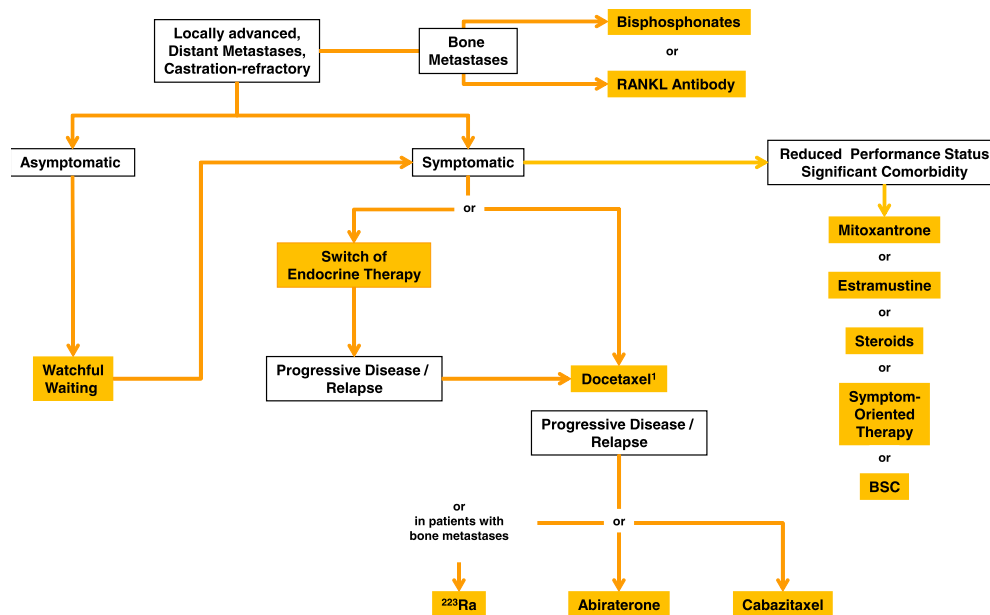 Locally advanced,
Distant Metastases,
Castration-refractory
Bone
Metastases
Bisphosphonates
or
RANKL Antibody
Asymptomatic
Symptomatic
Reduced Performance Status
Significant Comorbidity
or
Switch of
Endocrine Therapy
Mitoxantrone
or
Estramustine
or
Steroids
or
Symptom-
Oriented
Therapy
or
BSC
Watchful
Waiting
Progressive Disease /
Relapse
Docetaxel¹
Progressive Disease /
Relapse
or
in patients with
bone metastases
or
²²³Ra
Abiraterone
Cabazitaxel